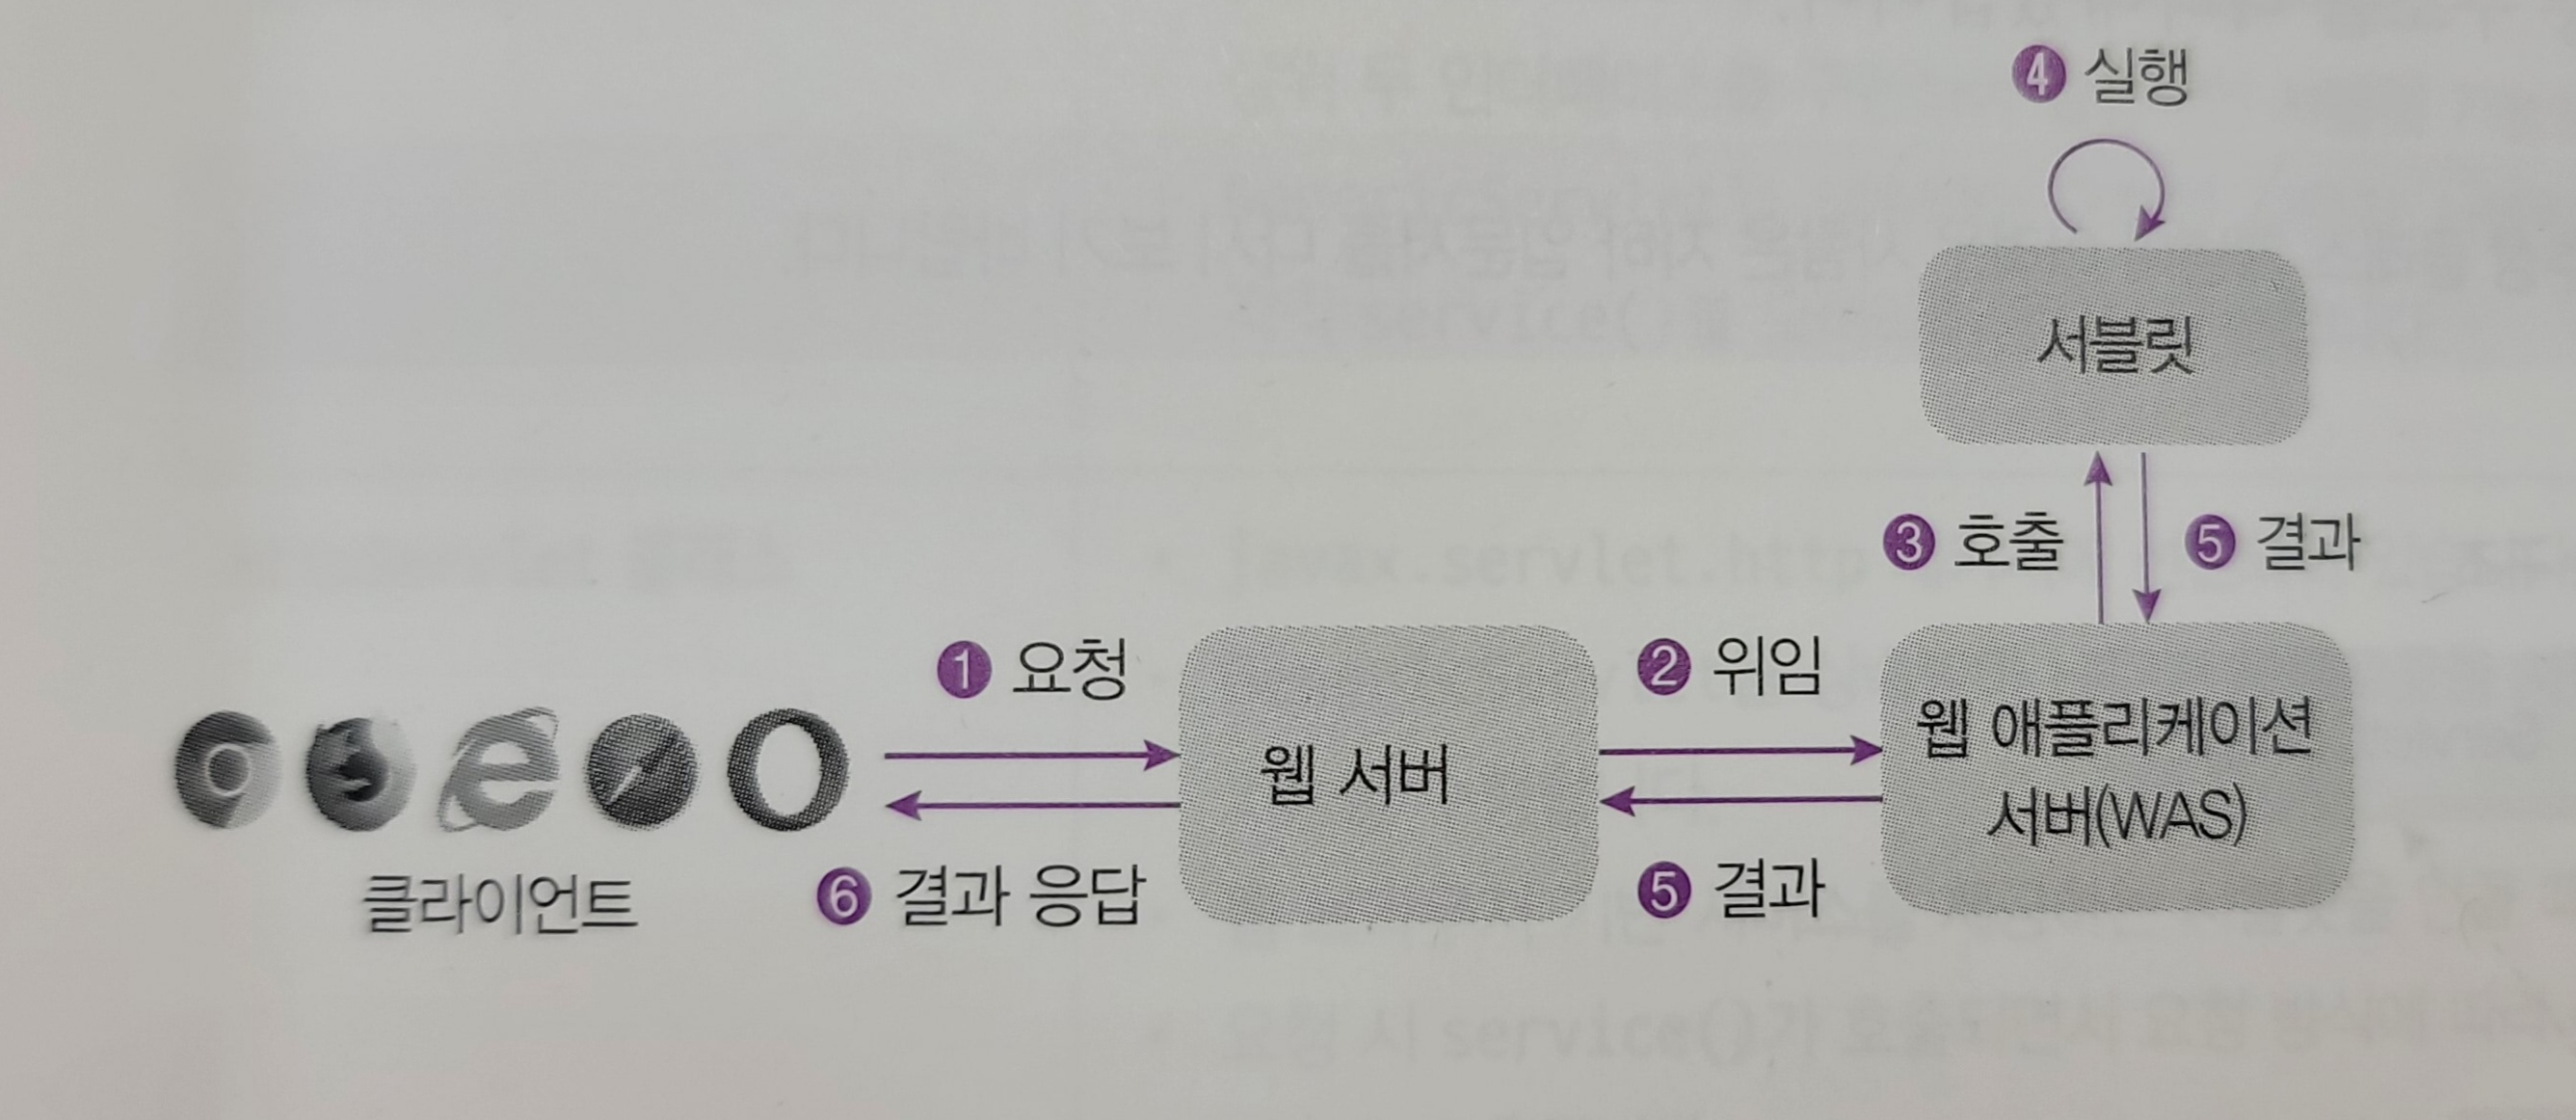 ❹ 실행
서블릿
❸ 호출
❺ 결과
❶ 요청
❷ 위임
웹 서버
웹 애플리케이션
서버(WAS)
❻ 결과 응답
❺ 결과
클라이언트